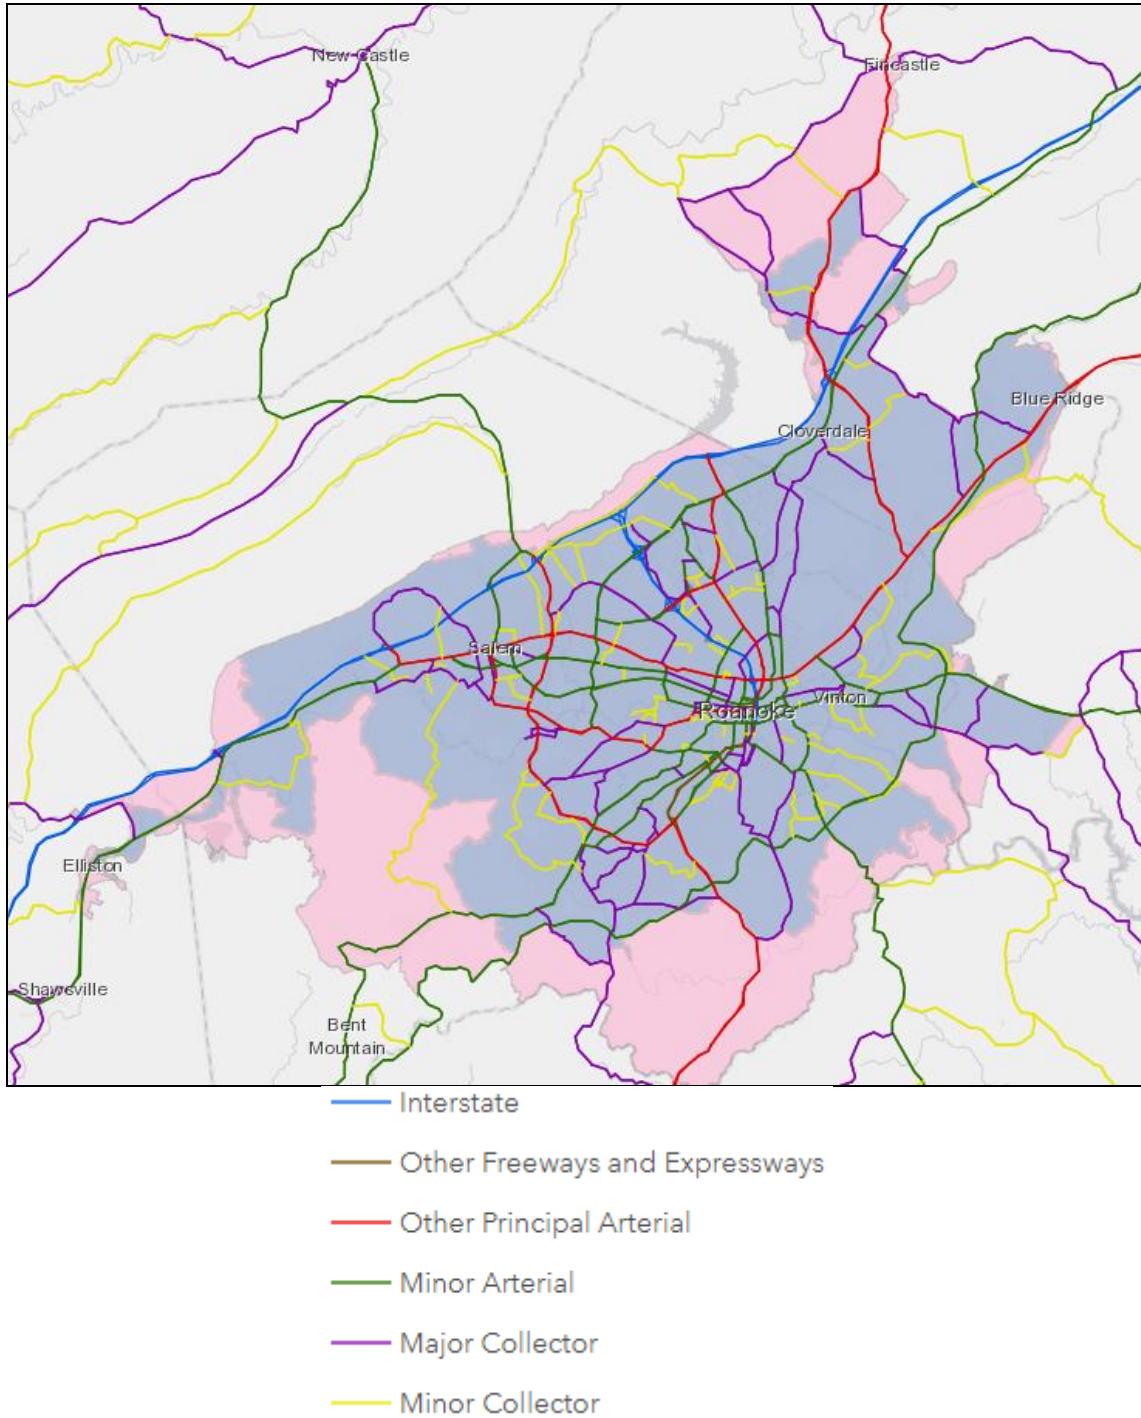 New Castle
Fincastle
Blue Ridge
Cloverdale
Salem
Vinton
Roanoke
Elliston
Shawsville
Bent
Mountain
Interstate
Other Freeways and Expressways
Other Principal Arterial
Minor Arterial
Major Collector
Minor Collector